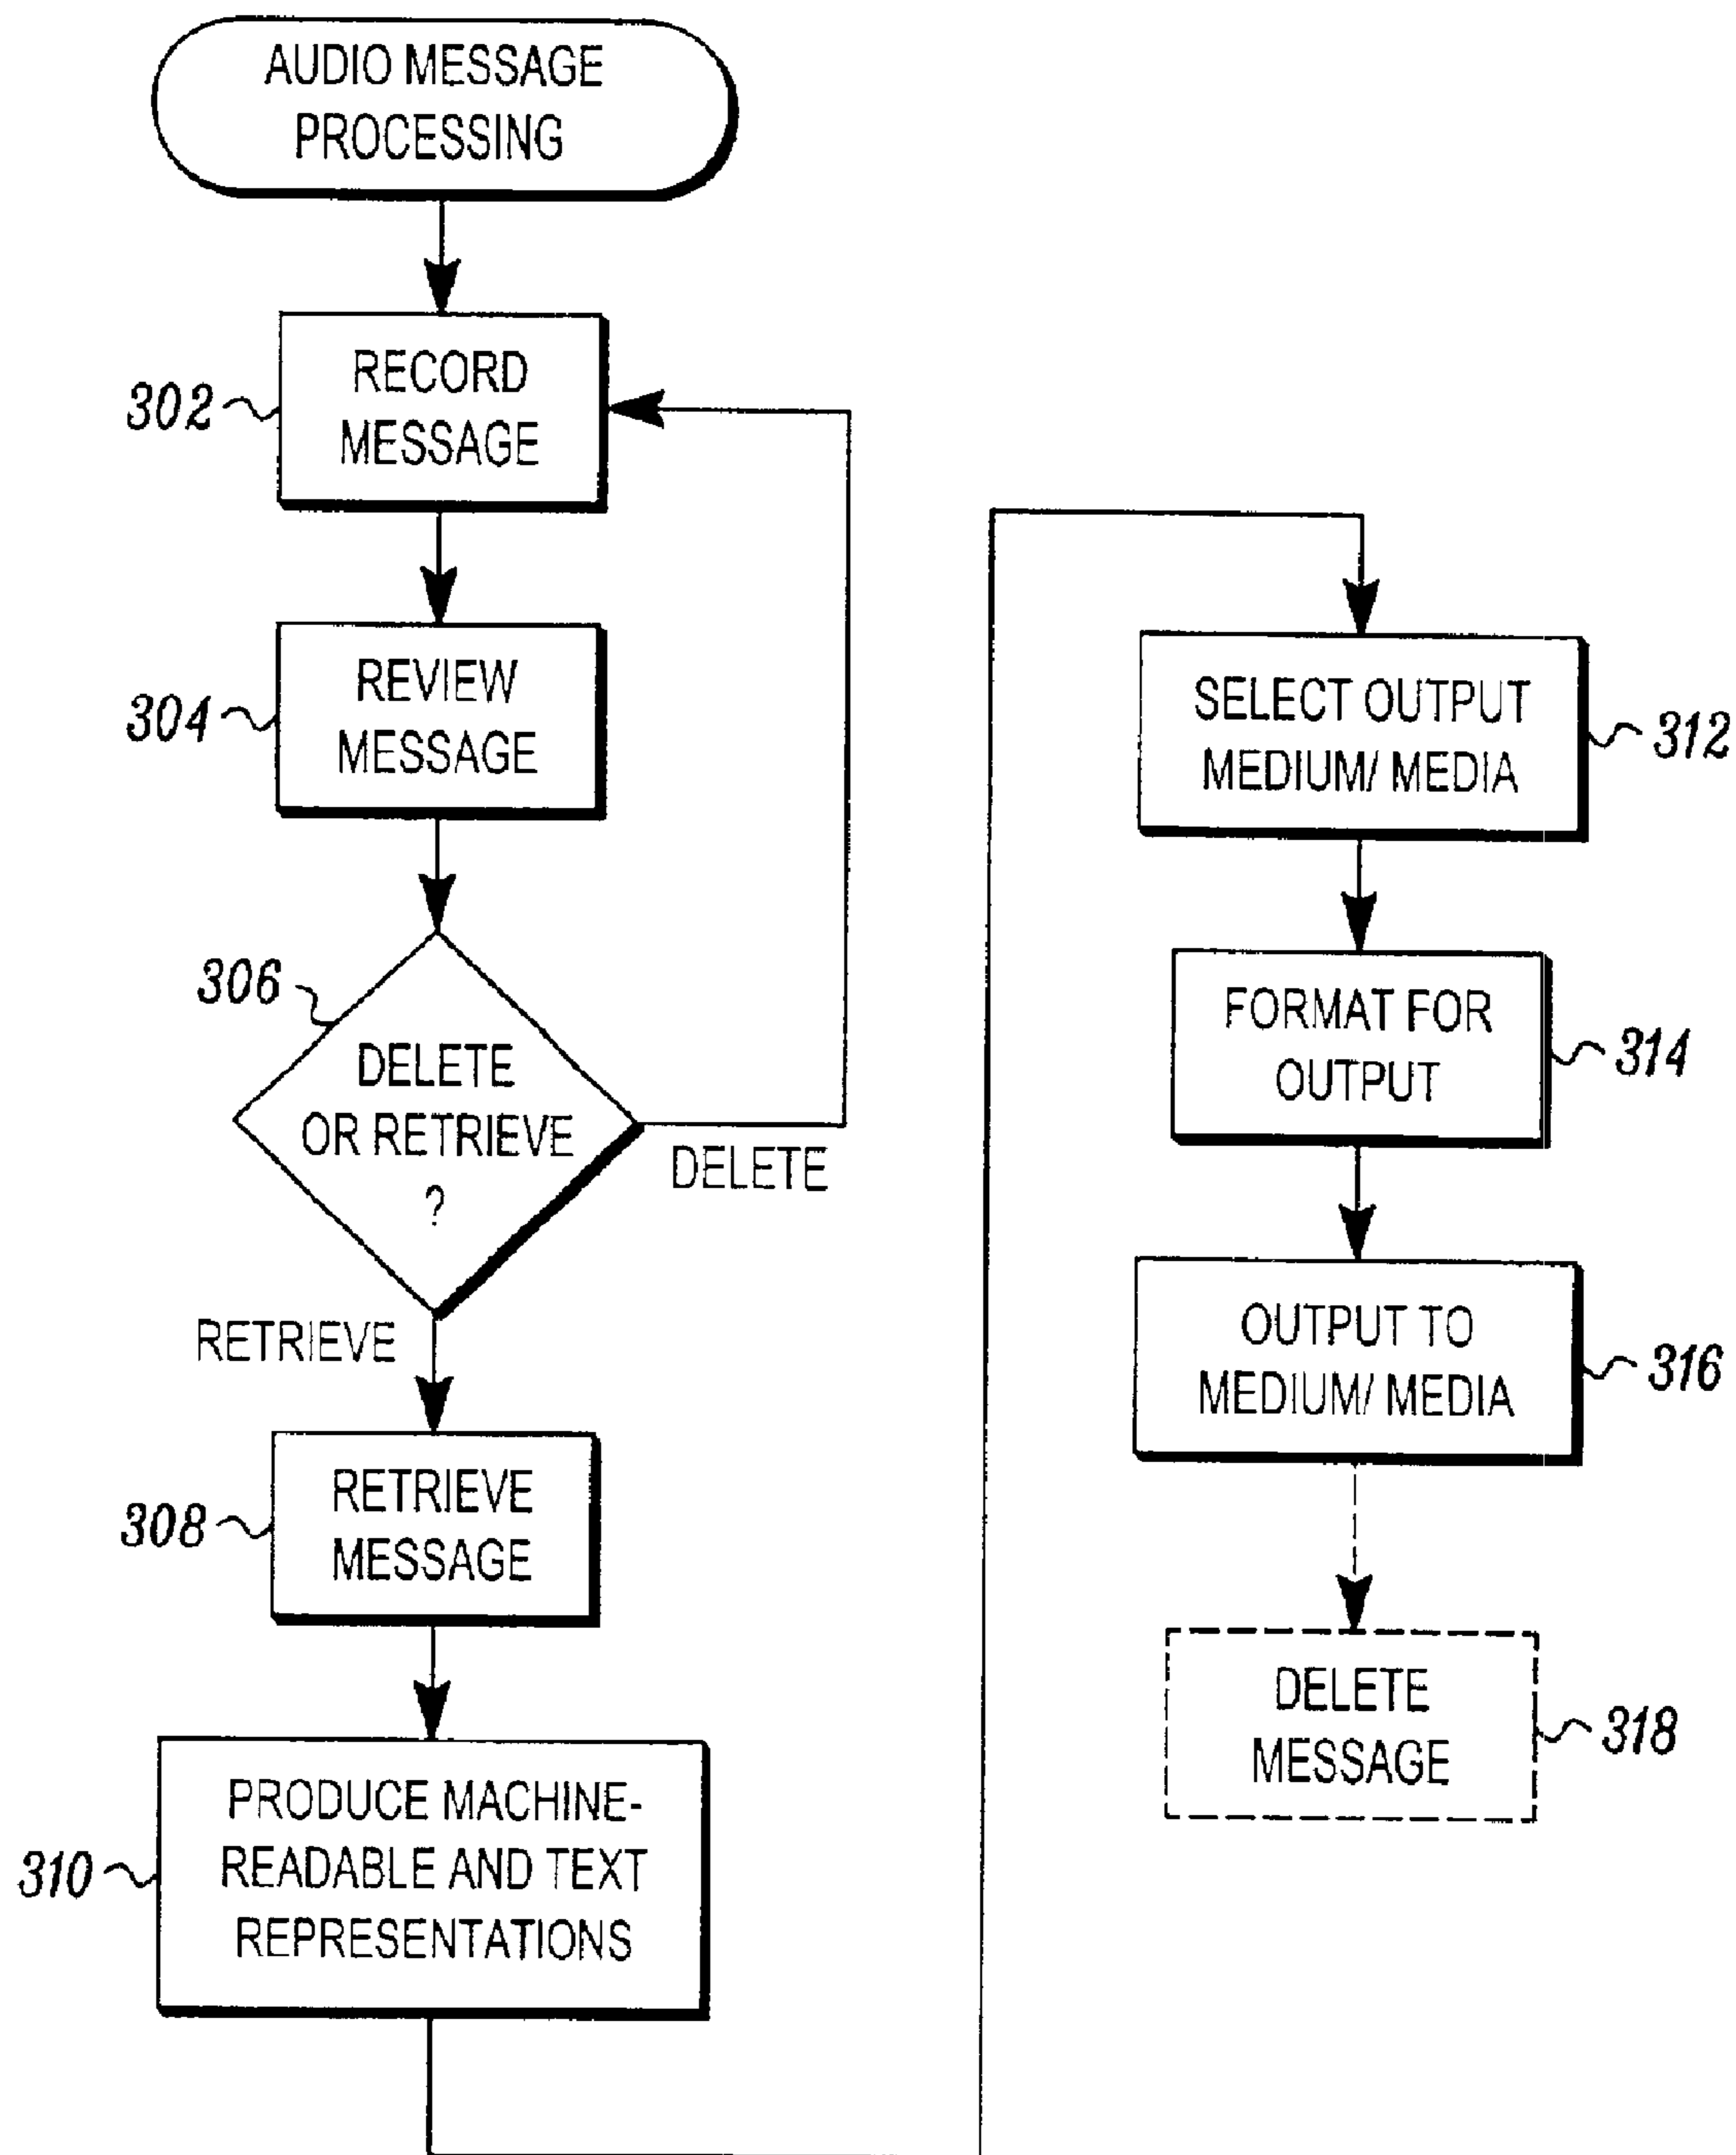 AUDIO MESSAGE
PROCESSING
302
RECORD
MESSAGE
304
REVIEW
MESSAGE
306
DELETE
OR RETRIEVE
?
DELETE
RETRIEVE
308
RETRIEVE
MESSAGE
310
PRODUCE MACHINE-
READABLE AND TEXT
REPRESENTATIONS
SELECT OUTPUT
MEDIUM/ MEDIA
312
FORMAT FOR
OUTPUT
314
OUTPUT TO
MEDIUM/ MEDIA
316
DELETE
MESSAGE
318